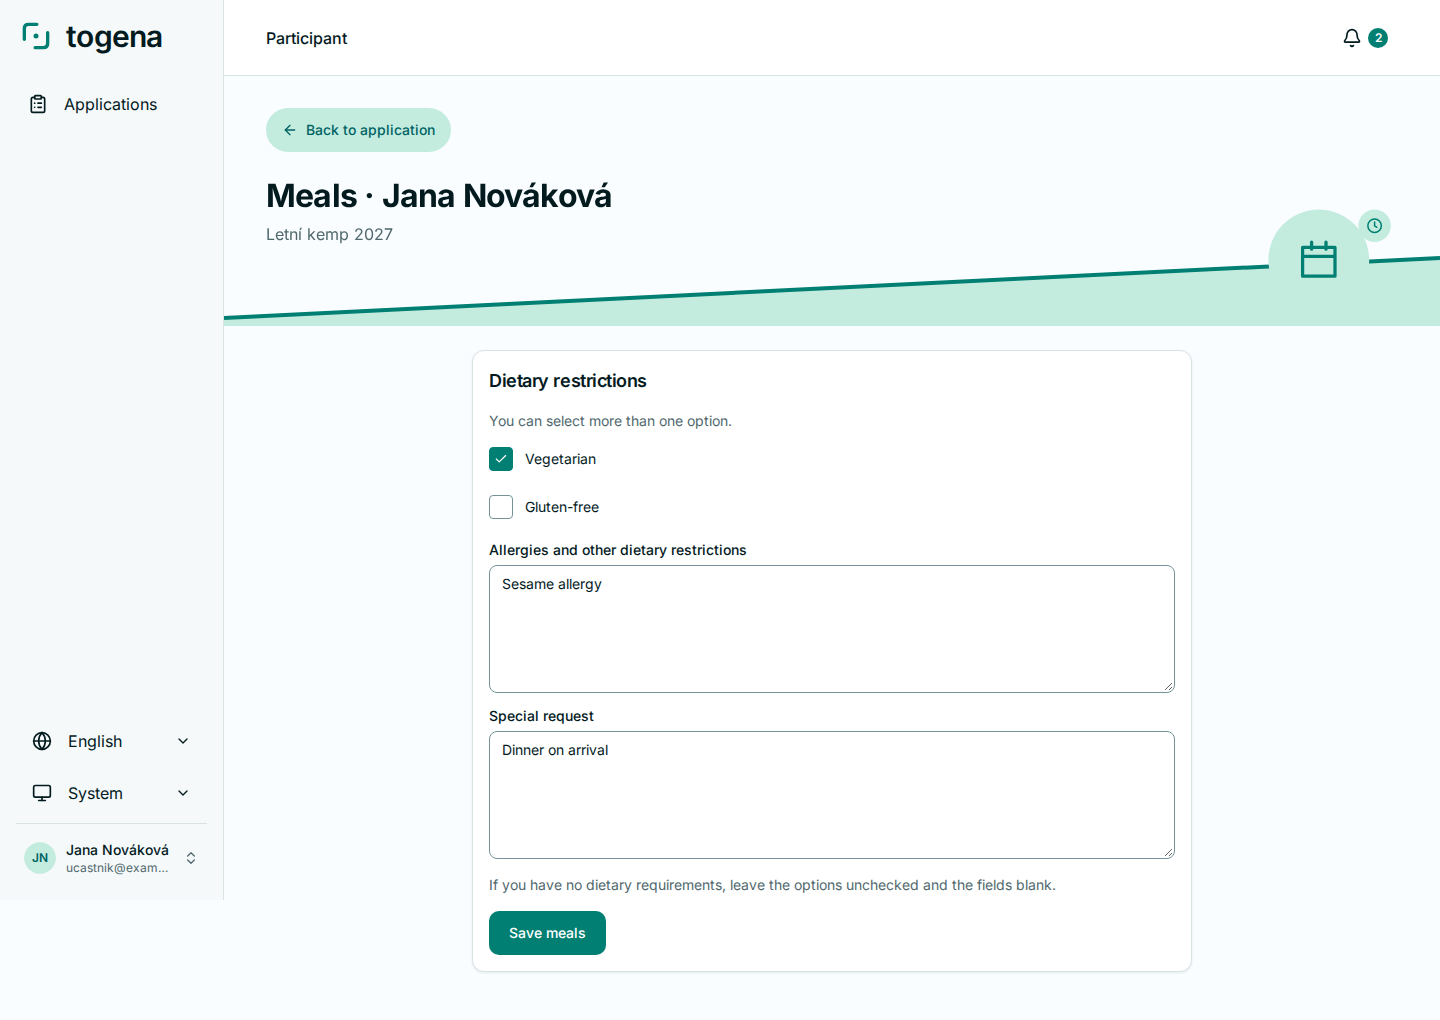 togena
Applications
Participant
2
Back to application
Meals · Jana Nováková
Letní kemp 2027
Dietary restrictions
You can select more than one option.
Vegetarian
Gluten-free
Allergies and other dietary restrictions
Sesame allergy
Special request
Dinner on arrival
If you have no dietary requirements, leave the options unchecked and the fields blank.
Save meals
English
System
JN
Jana Nováková
ucastnik@exam...